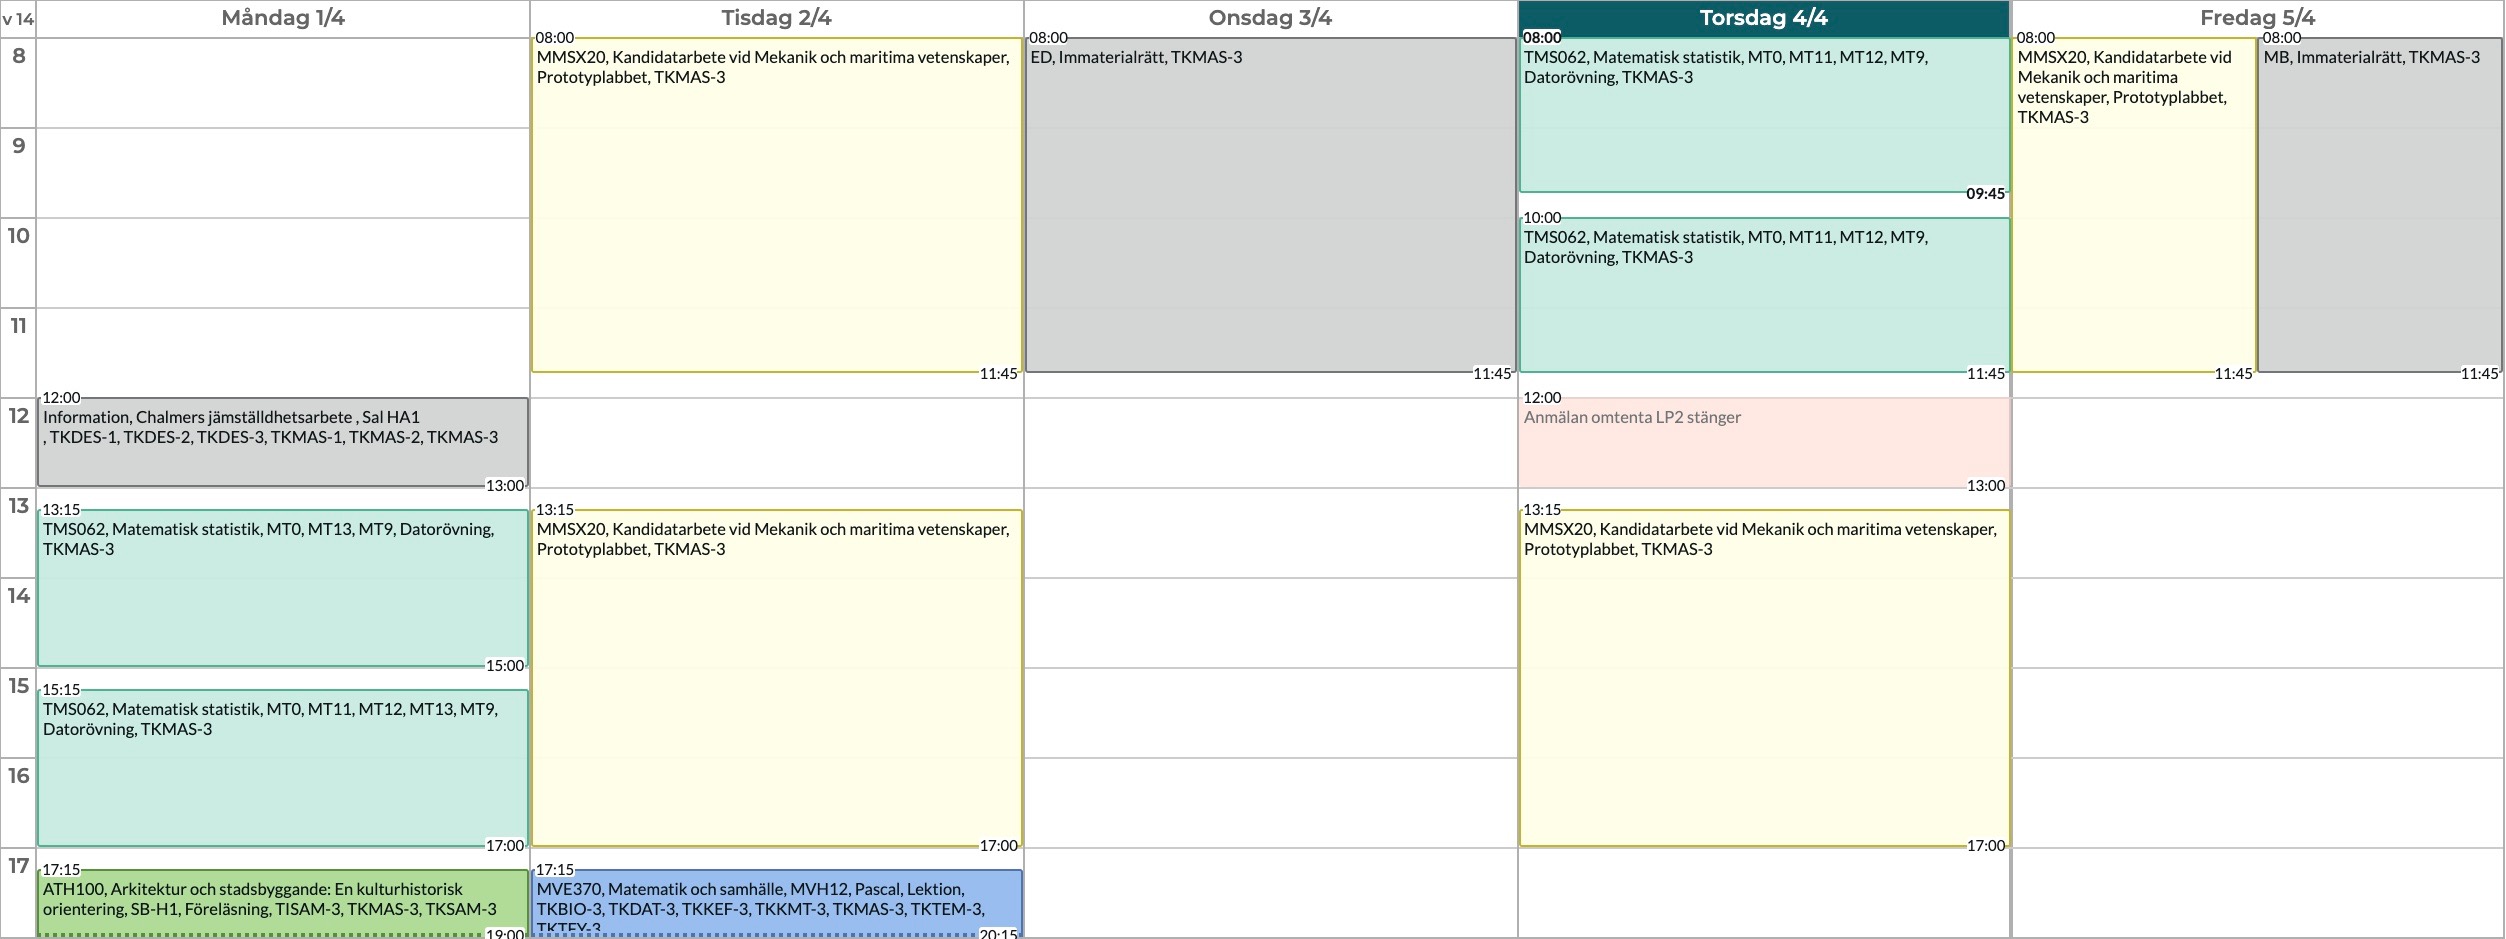 v 14
Måndag 1/4
Tisdag 2/4
Onsdag 3/4
Torsdag 4/4
Fredag 5/4
8
9
10
11
12
13
14
15
16
17
12:00
Information, Chalmers jämställdhetsarbete , Sal HA1
, TKDES-1, TKDES-2, TKDES-3, TKMAS-1, TKMAS-2, TKMAS-3
13:00
13:15
TMS062, Matematisk statistik, MT0, MT13, MT9, Datorövning,
TKMAS-3
15:00
15:15
TMS062, Matematisk statistik, MT0, MT11, MT12, MT13, MT9,
Datorövning, TKMAS-3
17:00
17:15
ATH100, Arkitektur och stadsbyggande: En kulturhistorisk
orientering, SB-H1, Föreläsning, TISAM-3, TKMAS-3, TKSAM-3
19:00
08:00
MMSX20, Kandidatarbete vid Mekanik och maritima vetenskaper,
Prototyplabbet, TKMAS-3
11:45
13:15
MMSX20, Kandidatarbete vid Mekanik och maritima vetenskaper,
Prototyplabbet, TKMAS-3
17:00
17:15
MVE370, Matematik och samhälle, MVH12, Pascal, Lektion,
TKBIO-3, TKDAT-3, TKKEF-3, TKKMT-3, TKMAS-3, TKTEM-3,
TKTFY-3
20:15
08:00
ED, Immaterialrätt, TKMAS-3
11:45
08:00
TMS062, Matematisk statistik, MT0, MT11, MT12, MT9,
Datorövning, TKMAS-3
09:45
10:00
TMS062, Matematisk statistik, MT0, MT11, MT12, MT9,
Datorövning, TKMAS-3
11:45
12:00
Anmälan omtenta LP2 stänger
13:00
13:15
MMSX20, Kandidatarbete vid Mekanik och maritima vetenskaper,
Prototyplabbet, TKMAS-3
17:00
08:00
MMSX20, Kandidatarbete vid
Mekanik och maritima
vetenskaper, Prototyplabbet,
TKMAS-3
11:45
08:00
MB, Immaterialrätt, TKMAS-3
11:45